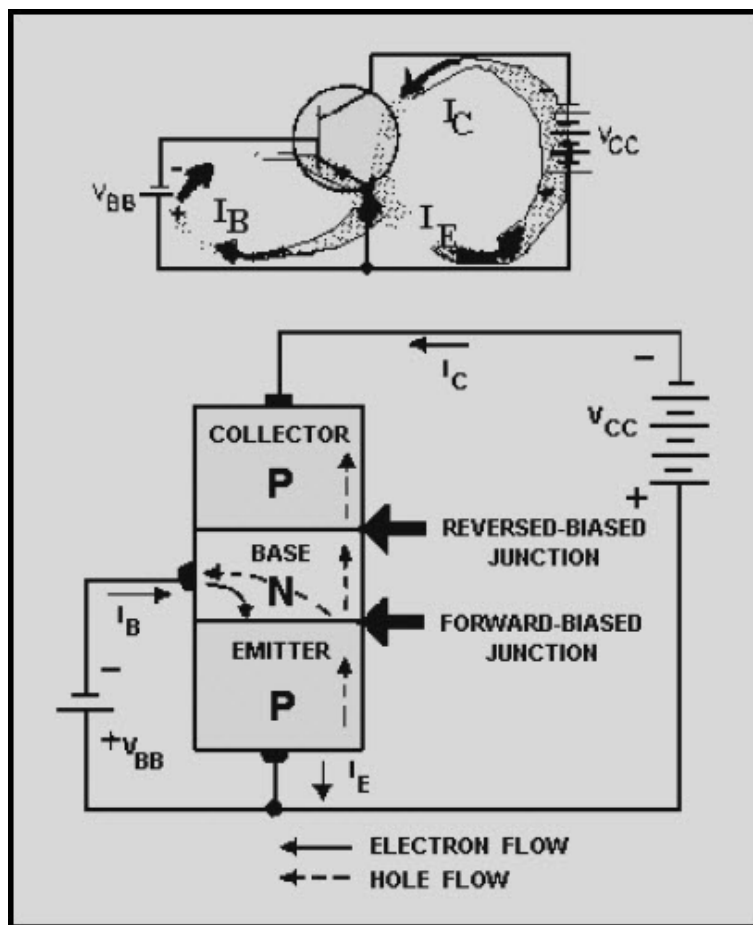 I_C
V_CC
-
V_BB
-
+
I_B
I_E
I_C
-
V_CC
+
COLLECTOR
P
REVERSED-BIASED
JUNCTION
BASE
N
I_B
FORWARD-BIASED
JUNCTION
EMITTER
P
-
+V_BB
I_E
ELECTRON FLOW
HOLE FLOW